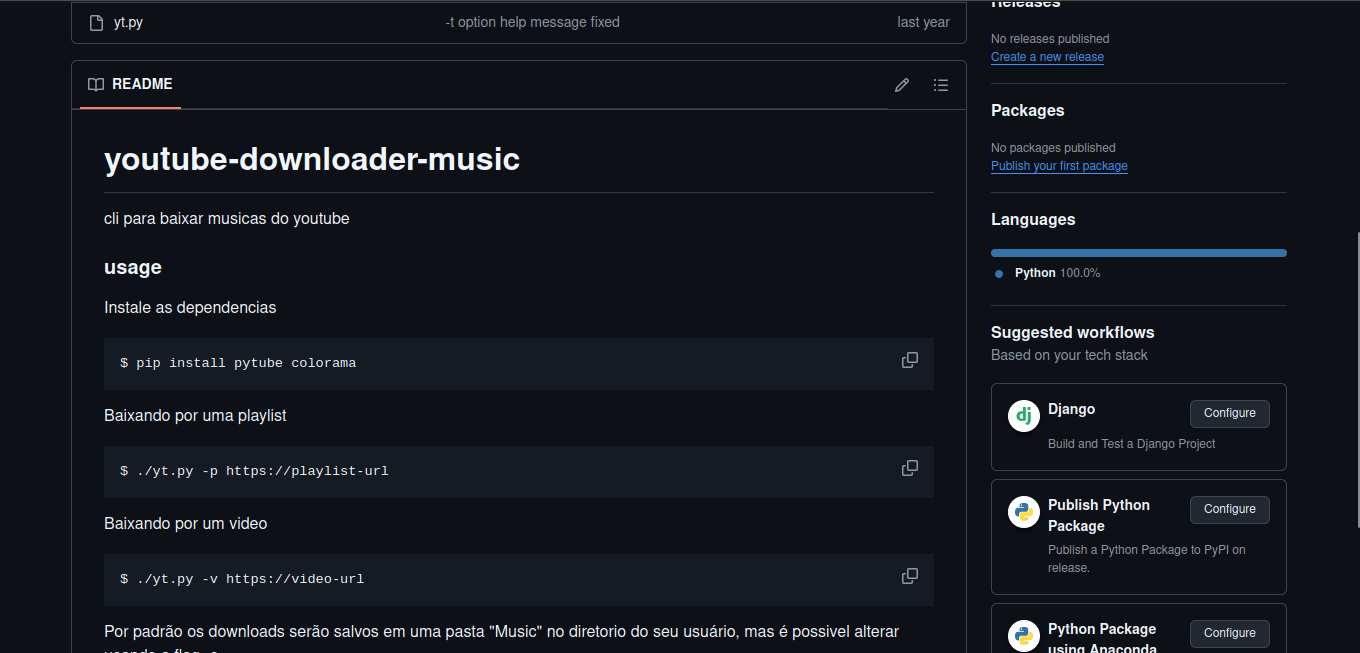 yt.py -t option help message fixed last year
README
youtube-downloader-music
cli para baixar musicas do youtube
usage
Instale as dependencias
$ pip install pytube colorama
Baixando por uma playlist
$ ./yt.py -p https://playlist-url
Baixando por um video
$ ./yt.py -v https://video-url
Por padrão os downloads serão salvos em uma pasta "Music" no diretorio do seu usuário, mas é possivel alterar
Releases
No releases published
Create a new release
Packages
No packages published
Publish your first package
Languages
Python 100.0%
Suggested workflows
Based on your tech stack
dj
Django
Configure
Build and Test a Django Project
Publish Python
Package
Configure
Publish a Python Package to PyPI on
release.
Python Package
using Anaconda
Configure